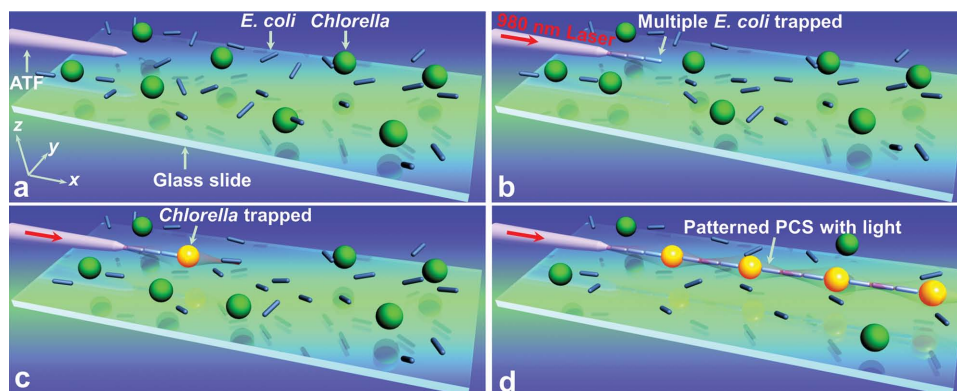 E. coli Chlorella
ATF
z
y
x
Glass slide
a
980 nm Laser
Multiple E. coli trapped
b
Chlorella trapped
c
Patterned PCS with light
d